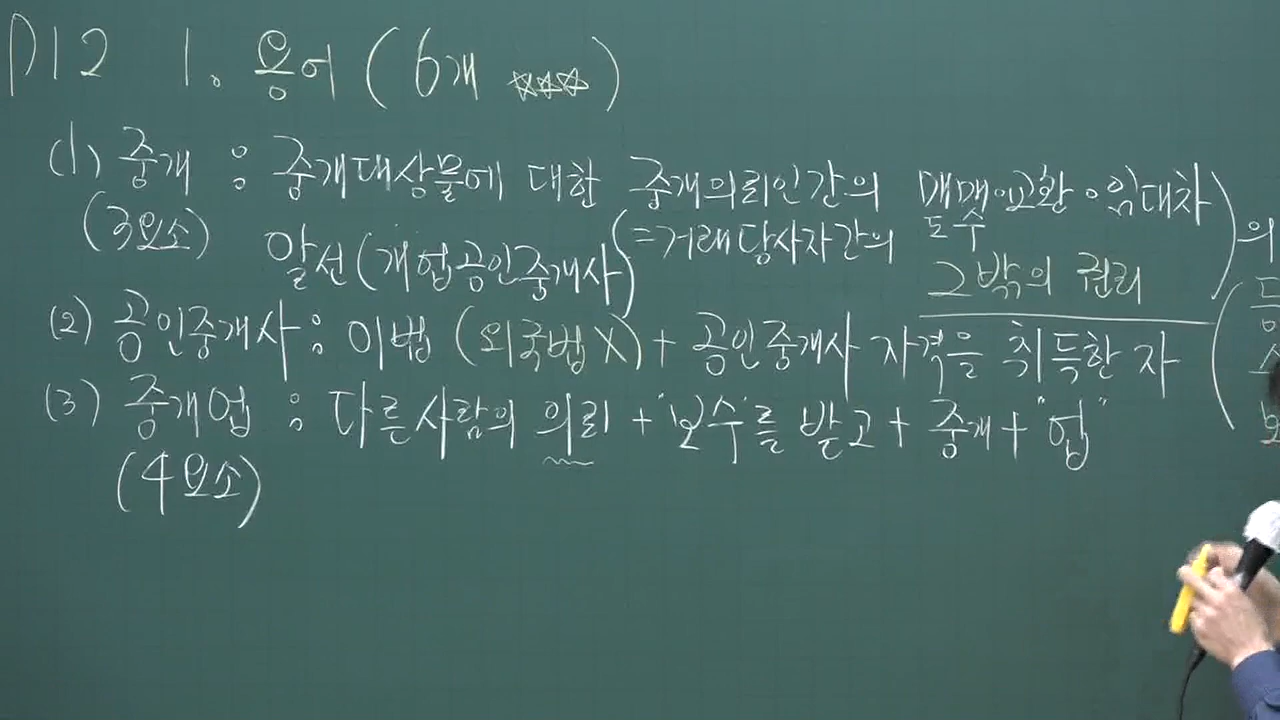 P12 1. 용어 (6개 ☆☆☆)
(1) 중개 : 중개대상물에 대한 중개의뢰인간의 매매·교환·임대차) 의
(3요소) 알선(개업공인중개사) (=거래당사자간의 그밖의 권리
(2) 공인중개사 : 이법 (외국법X) + 공인중개사 자격을 취득한 자
(3) 중개업 : 다른사람의 의뢰 + "보수"를 받고 + 중개 + "업"
(4요소)